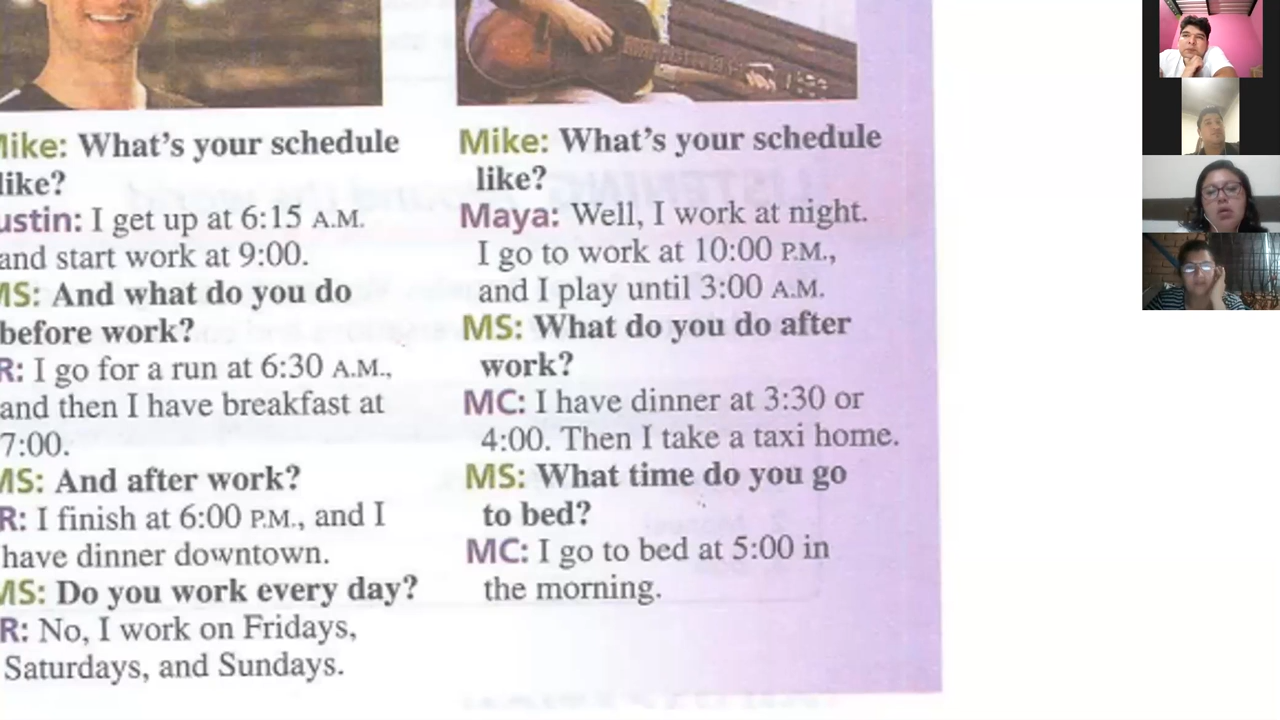 Mike: What's your schedule
like?
ustin: I get up at 6:15 A.M.
and start work at 9:00.
MS: And what do you do
before work?
R: I go for a run at 6:30 A.M.,
and then I have breakfast at
7:00.
MS: And after work?
R: I finish at 6:00 P.M., and I
have dinner downtown.
MS: Do you work every day?
R: No, I work on Fridays,
Saturdays, and Sundays.
Mike: What's your schedule
like?
Maya: Well, I work at night.
I go to work at 10:00 P.M.,
and I play until 3:00 A.M.
MS: What do you do after
work?
MC: I have dinner at 3:30 or
4:00. Then I take a taxi home.
MS: What time do you go
to bed?
MC: I go to bed at 5:00 in
the morning.